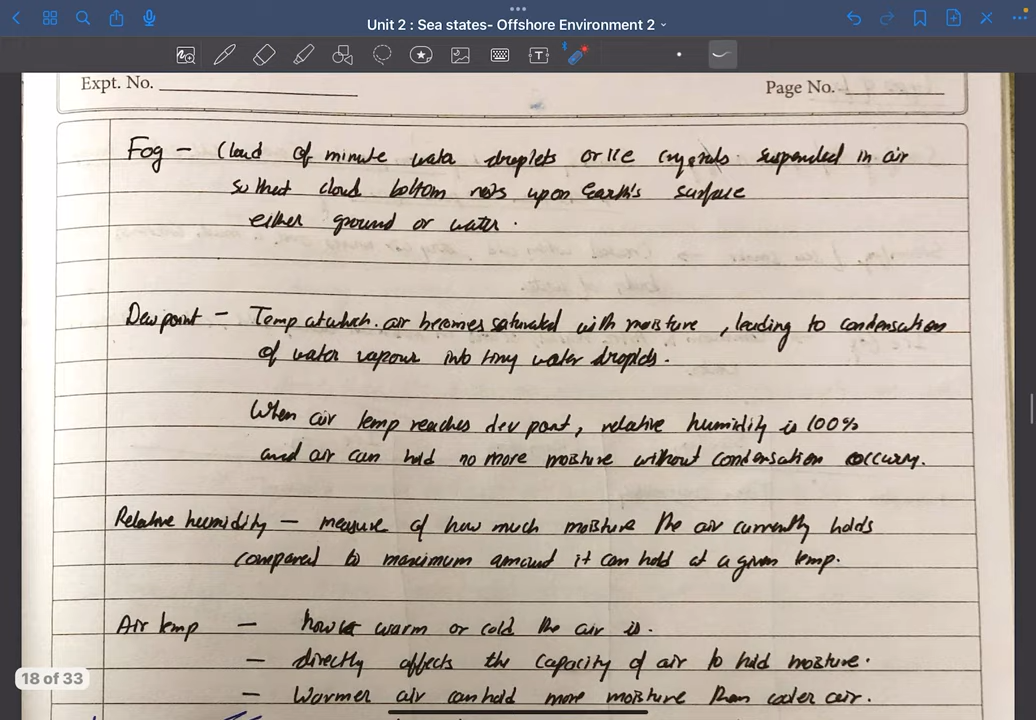 Unit 2 : Sea states- Offshore Environment 2
Expt. No.
Page No.
Fog - Cloud of minute water droplets or ice crystals suspended in air
so that cloud bottom rests upon Earth's surface
either ground or water.
Dew point - Temp at which air becomes saturated with moisture, leading to condensation
of water vapour into tiny water droplets.
When air temp reaches dew point, relative humidity is 100%
and air can hold no more moisture without condensation occuring.
Relative humidity - measure of how much moisture the air currently holds
compared to maximum amount it can hold at a given temp.
Air temp - how warm or cold the air is.
- directly affects the capacity of air to hold moisture.
- Warmer air can hold more moisture than cooler air.
18 of 33